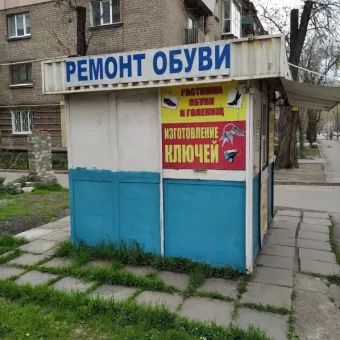 РЕМОНТ ОБУВИ
РАСТЯЖКА
ОБУВИ
И ГОЛЕНИЩ
ИЗГОТОВЛЕНИЕ
КЛЮЧЕЙ